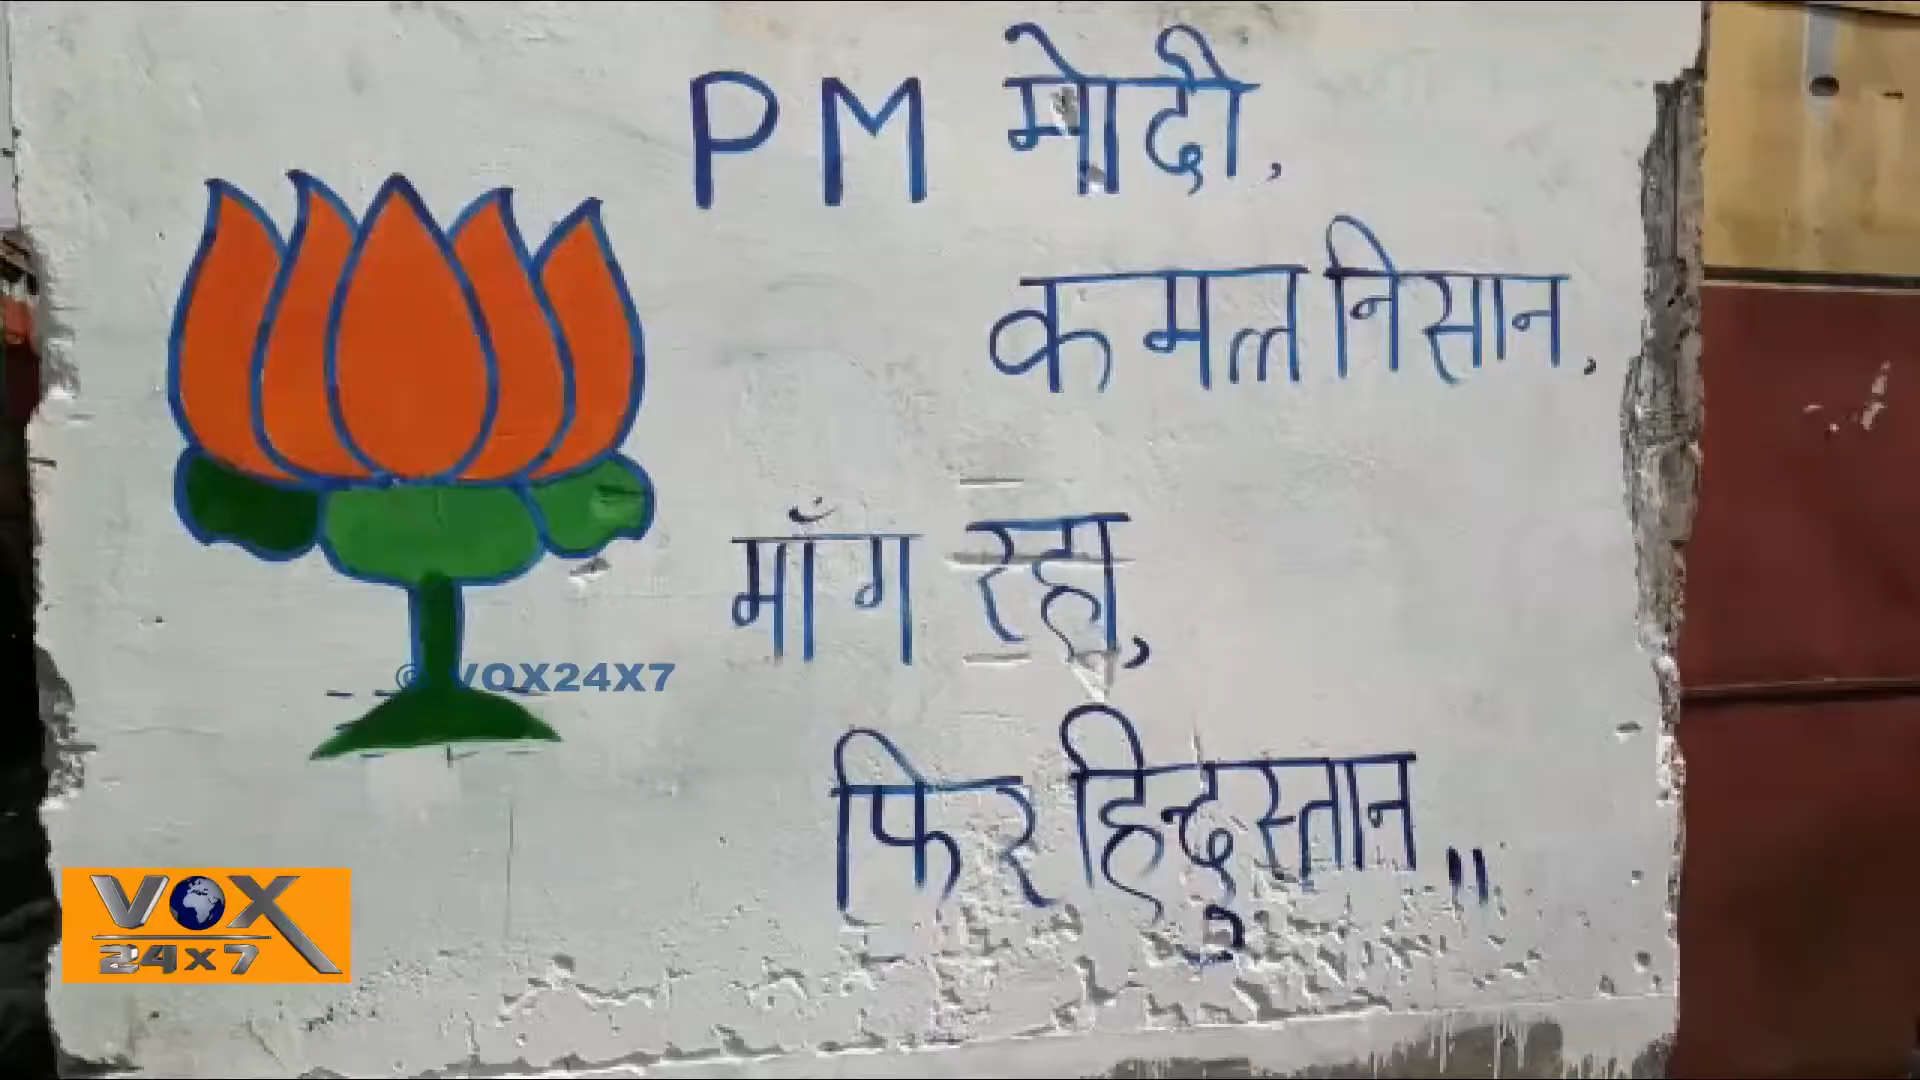 PM मोदी,
कमल निसान,
माँग रहा,
फिर हिन्दुस्तान,,
© VOX24X7
VOX
24x7